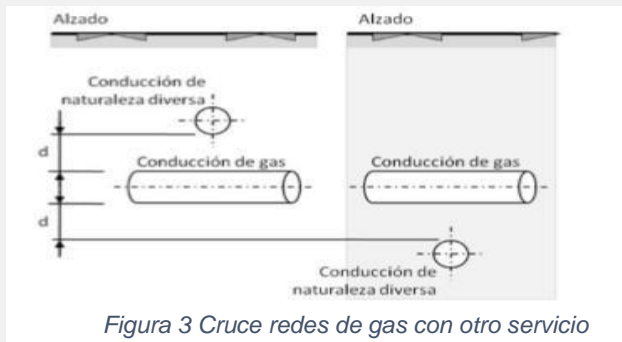 Alzado
Alzado
Conducción de
naturaleza diversa
d
Conducción de gas
Conducción de gas
d
Conducción de
naturaleza diversa
Figura 3 Cruce redes de gas con otro servicio